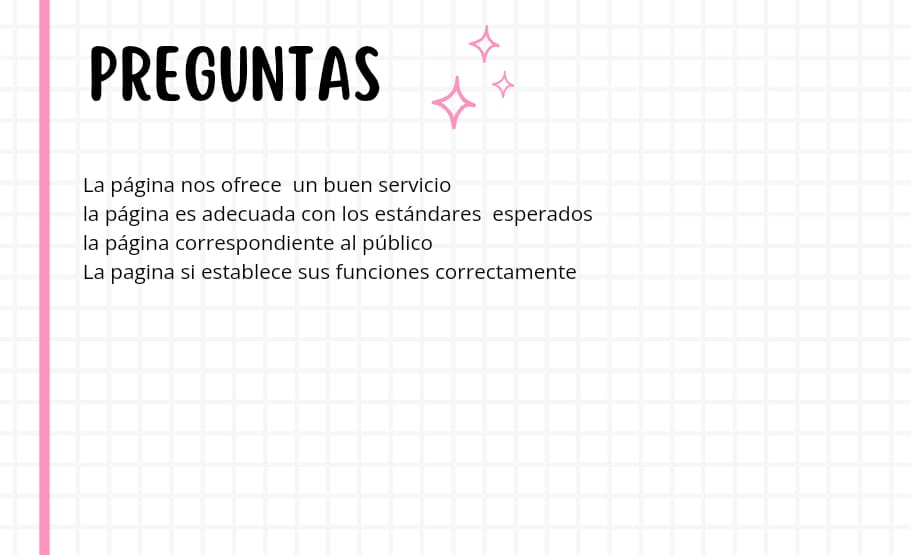 PREGUNTAS
La página nos ofrece  un buen servicio
la página es adecuada con los estándares  esperados
la página correspondiente al público
La pagina si establece sus funciones correctamente